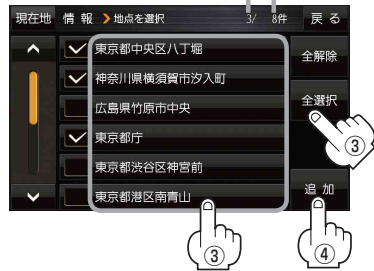 現在地 情 報 地点を選択 3/ 8件 戻 る
東京都中央区八丁堀
全解除
神奈川県横須賀市汐入町
広島県竹原市中央
全選択
東京都庁
③
東京都渋谷区神宮前
東京都港区南青山
追 加
③
④